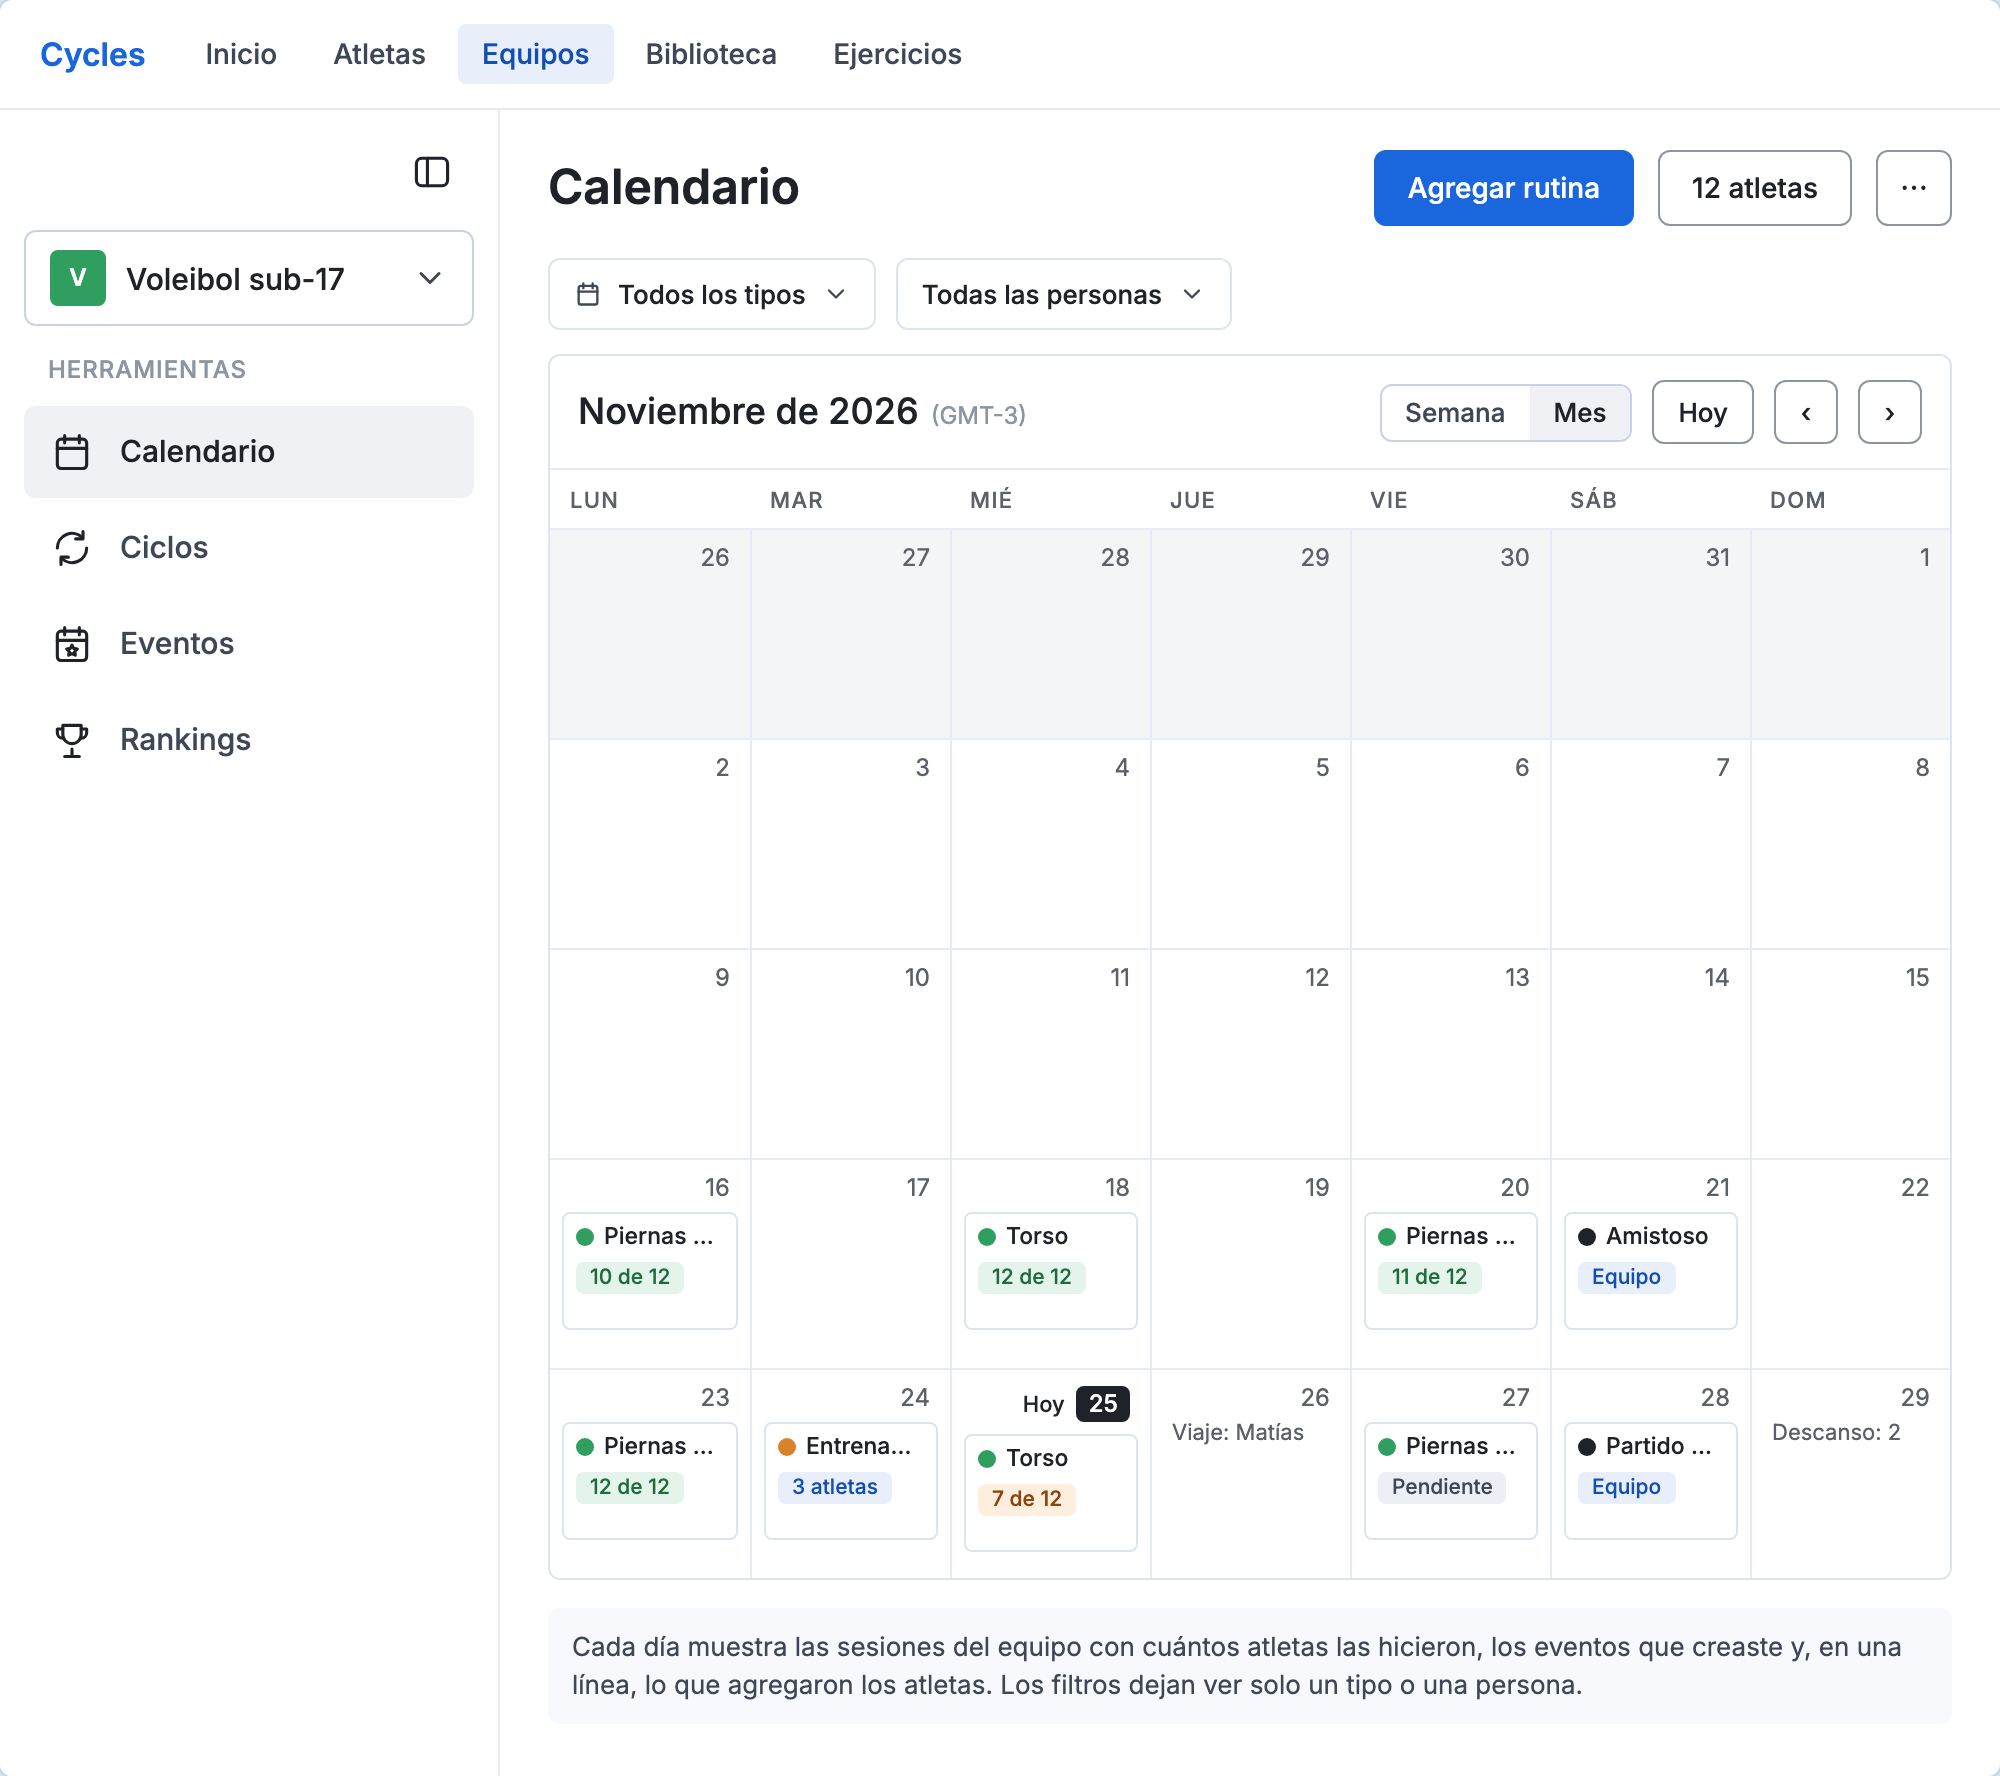 Cycles Inicio Atletas Equipos Biblioteca Ejercicios
V Voleibol sub-17
HERRAMIENTAS
Calendario
Ciclos
Eventos
Rankings
Calendario
Agregar rutina 12 atletas ...
Todos los tipos Todas las personas
Noviembre de 2026 (GMT-3) Semana Mes Hoy ‹ ›
LUN MAR MIÉ JUE VIE SÁB DOM
26 27 28 29 30 31 1
2 3 4 5 6 7 8
9 10 11 12 13 14 15
16 17 18 19 20 21 22
Piernas ... Torso Piernas ... Amistoso
10 de 12 12 de 12 11 de 12 Equipo
23 24 Hoy 25 26 27 28 29
Viaje: Matías Descanso: 2
Piernas ... Entrena... Torso Piernas ... Partido ...
12 de 12 3 atletas 7 de 12 Pendiente Equipo
Cada día muestra las sesiones del equipo con cuántos atletas las hicieron, los eventos que creaste y, en una
línea, lo que agregaron los atletas. Los filtros dejan ver solo un tipo o una persona.